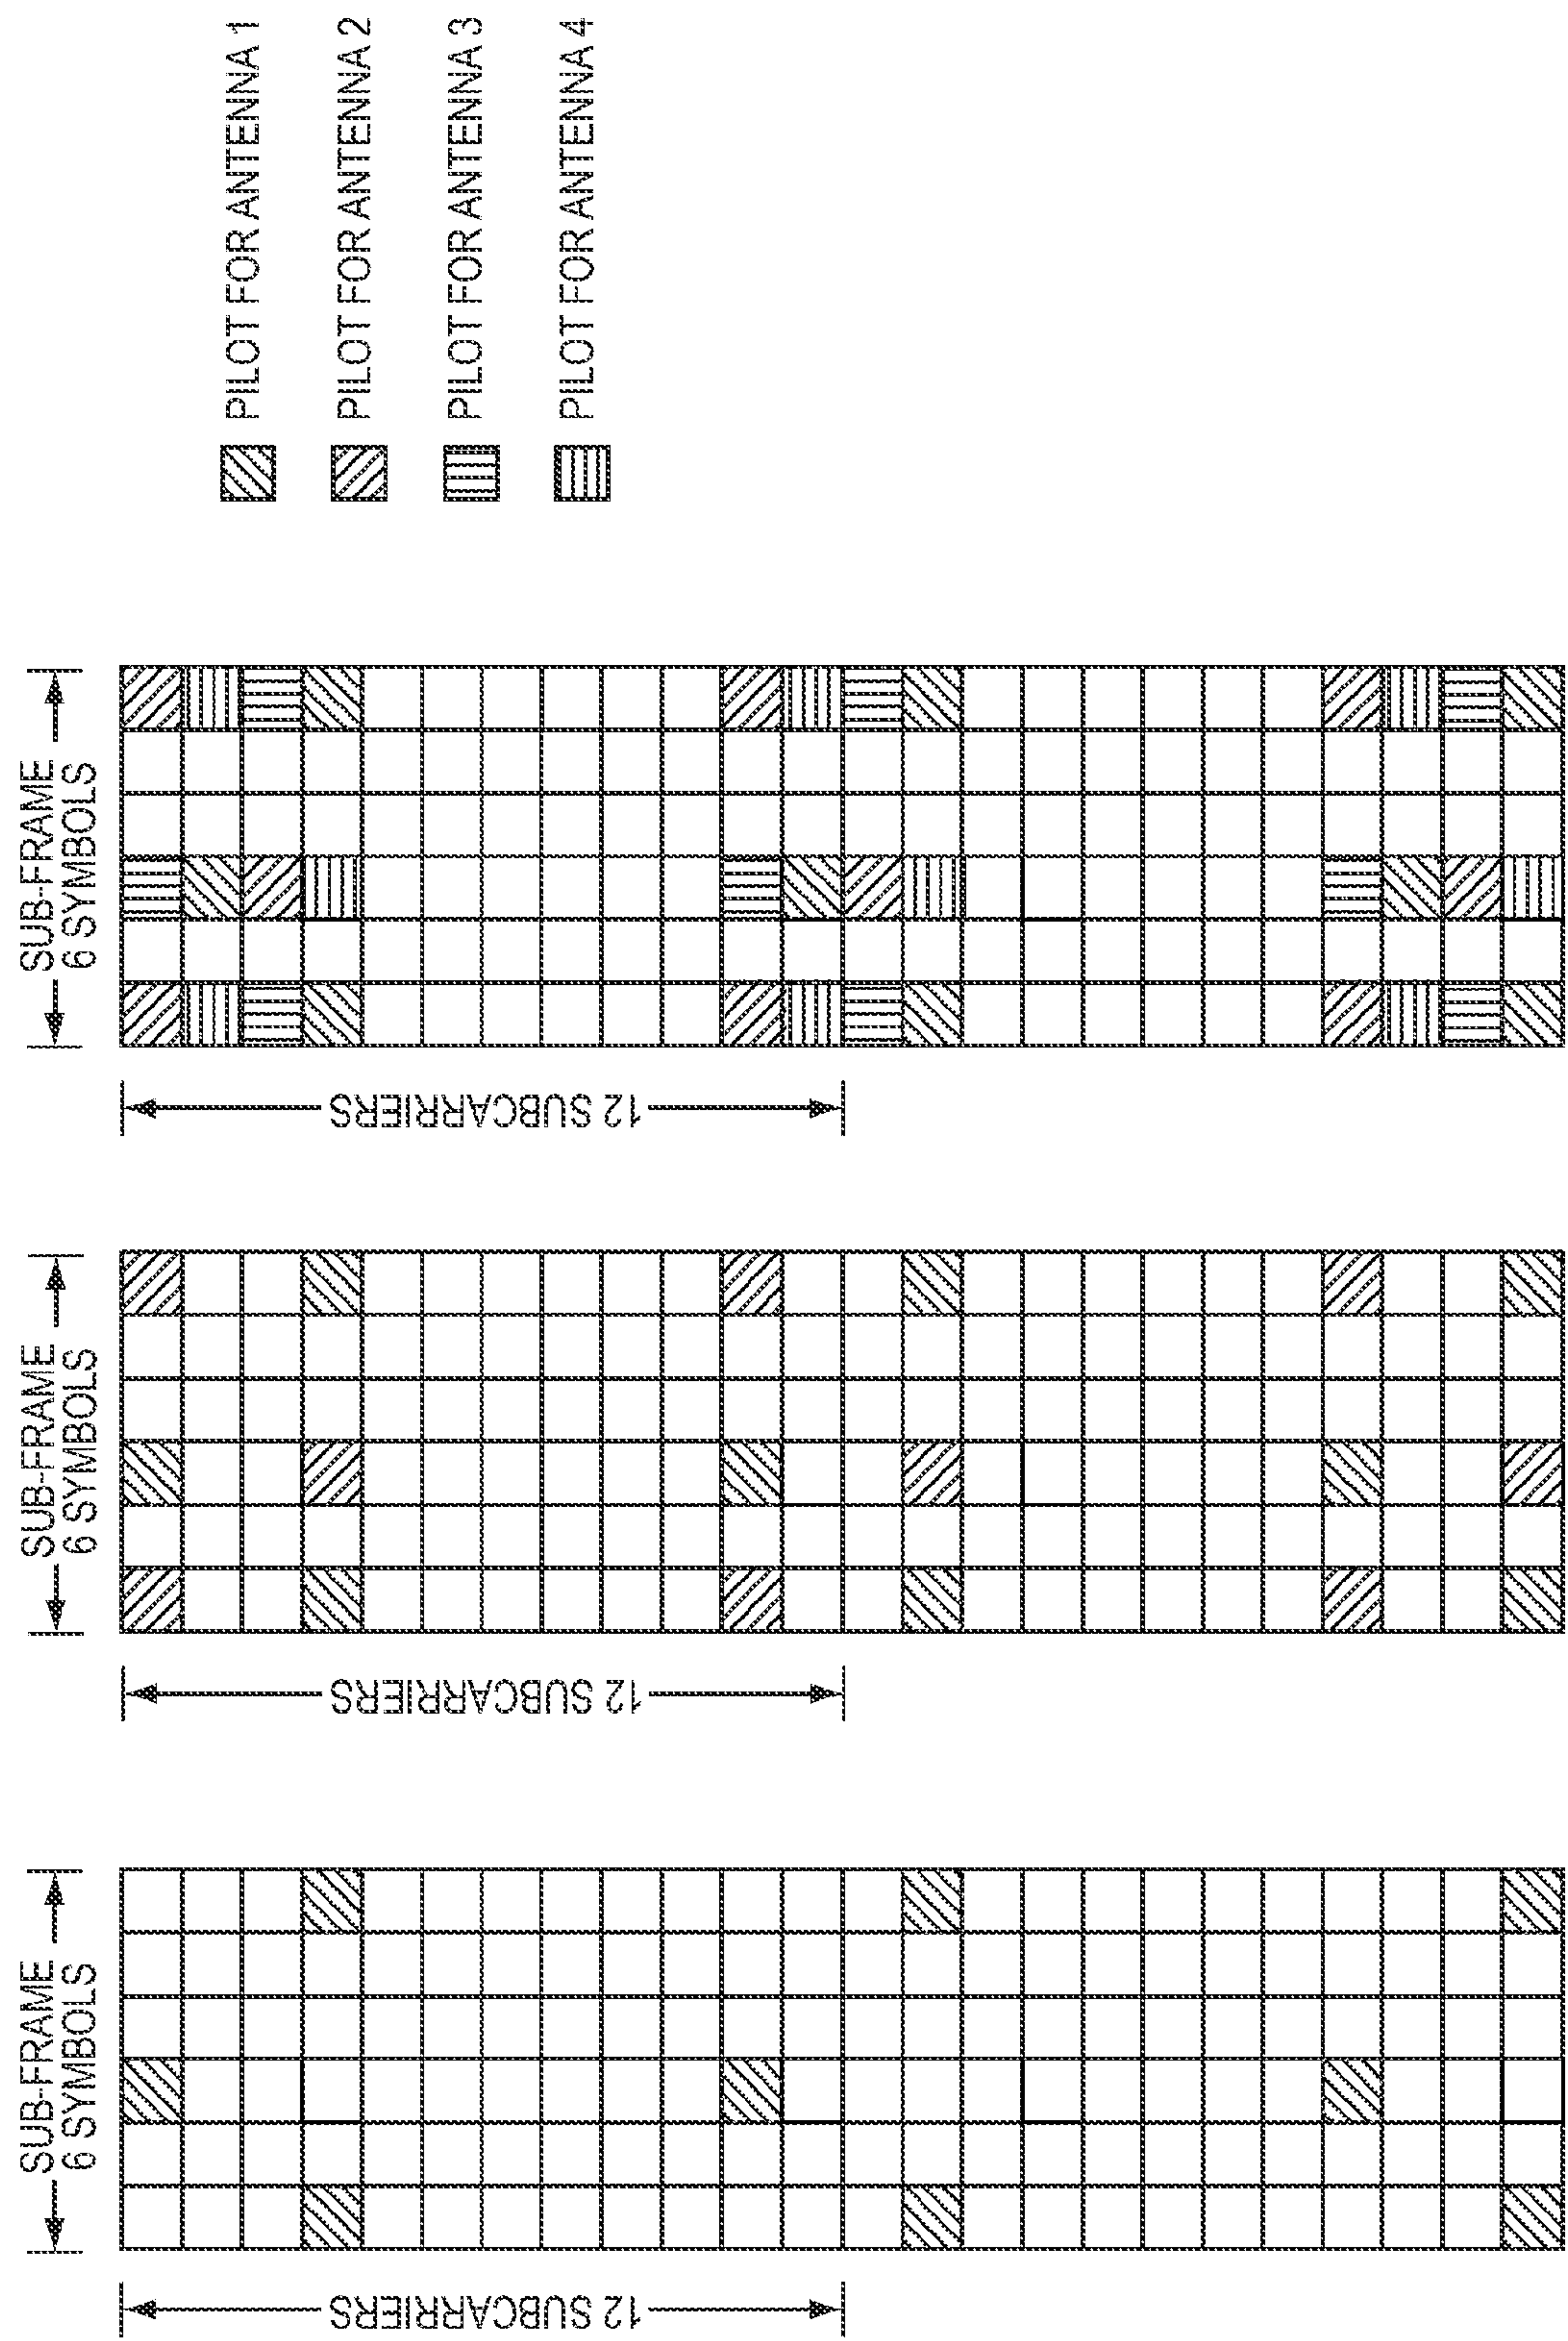 SUB-FRAME
6 SYMBOLS
12 SUBCARRIERS
SUB-FRAME
6 SYMBOLS
12 SUBCARRIERS
SUB-FRAME
6 SYMBOLS
12 SUBCARRIERS
PILOT FOR ANTENNA 1
PILOT FOR ANTENNA 2
PILOT FOR ANTENNA 3
PILOT FOR ANTENNA 4